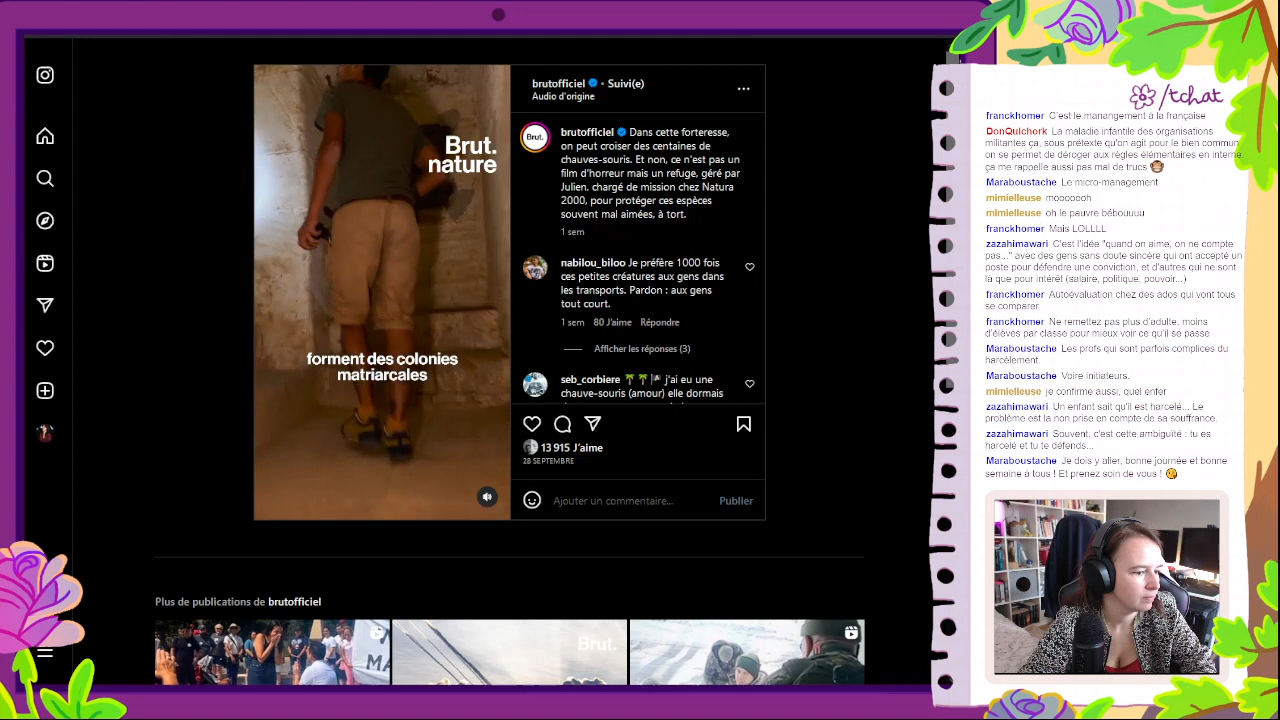 Brut.
nature
forment des colonies
matriarcales
brutofficiel • Suivi(e)
Audio d'origine
Brut.
brutofficiel Dans cette forteresse,
on peut croiser des centaines de
chauves-souris. Et non, ce n'est pas un
film d'horreur mais un refuge, géré par
Julien, chargé de mission chez Natura
2000, pour protéger ces espèces
souvent mal aimées, à tort.
1 sem
nabilou_biloo Je préfère 1000 fois
ces petites créatures aux gens dans
les transports. Pardon : aux gens
tout court.
1 sem 80 J'aime Répondre
Afficher les réponses (3)
seb_corbiere 🌴🌴🏴 j'ai eu une
chauve-souris (amour) elle dormais
13 915 J'aime
28 SEPTEMBRE
Ajouter un commentaire... Publier
Plus de publications de brutofficiel
MA
Brut.
/tchat
franckhomer C'est le manangement à la française
DonQuichork La maladie infantile des organisations
militantes ça, sous prétexte qu'on agit pour le bien commun
on se permet de déroger aux règles élémentaires en interne,
ça me rappelle aussi pas mal de trucs
Maraboustache Le micro-management
mimielleuse mooooooh
mimielleuse oh le pauvre bébouuuu
franckhomer Mais LOLLLL
zazahimawari C'est l'idée "quand on aime, on ne compte
pas..." avec des gens sans doute sincère qui ont accepté un
poste pour défendre une conviction, et d'autres qui ne sont
là que pour intérêt (salaire, politique, pouvoir...)
franckhomer Autoévaluation chez des ados qui vont tous
se comparer
franckhomer Ne remettez pas plus d'adulte, moins
d'élèves par classe pour mieux voir ce qu'il se passe
Maraboustache Les profs qui sont parfois complices du
harcèlement.
Maraboustache Voire initiateurs.
mimielleuse je confirme aussi, quel enfer
zazahimawari Un enfant sait qu'il est harcelé... Le
problème est la non prise en compte de sa souffrance.
zazahimawari Souvent, c'est cette ambiguïté : tu es
harcelé et tu te défends...
Maraboustache Je dois y aller, bonne journée et bonne
semaine à tous ! Et prenez soin de vous !